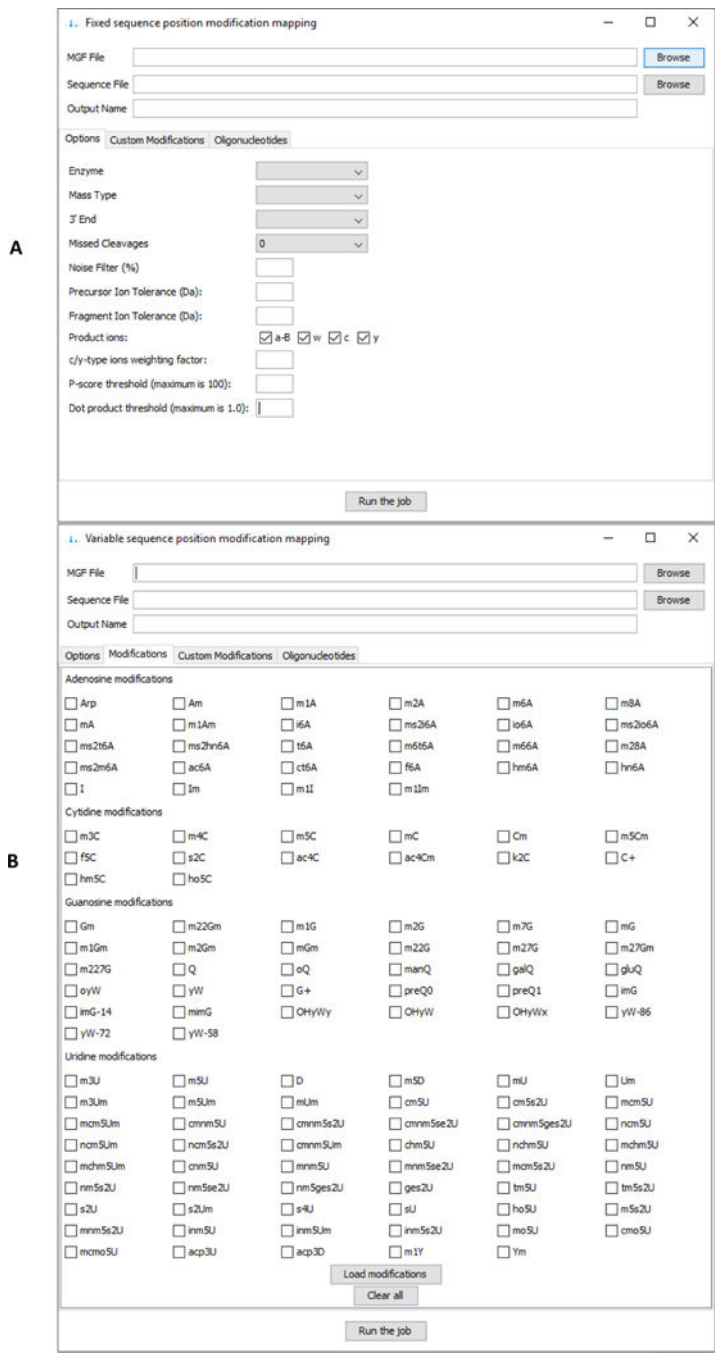 Fixed sequence position modification mapping
MGF File Browse
Sequence File Browse
Output Name
Options Custom Modifications Oligonucleotides
Enzyme
Mass Type
3' End
A
Missed Cleavages 0
Noise Filter (%)
Precursor Ion Tolerance (Da):
Fragment Ion Tolerance (Da):
Product ions: a-B w c y
c/y-type ions weighting factor:
P-score threshold (maximum is 100):
Dot product threshold (maximum is 1.0):
Run the job
Variable sequence position modification mapping
MGF File Browse
Sequence File Browse
Output Name
Options Modifications Custom Modifications Oligonucleotides
Adenosine modifications
Arp Am m1A m2A m6A m8A
mA m1Am i6A ms2i6A io6A ms2io6A
ms2t6A ms2hn6A t6A m6t6A m66A m28A
ms2m6A ac6A ct6A f6A hm6A hn6A
I Im m1I m1Im
Cytidine modifications
m3C m4C m5C mC Cm m5Cm
f5C s2C ac4C ac4Cm k2C C+
B
hm5C ho5C
Guanosine modifications
Gm m22Gm m1G m2G m7G mG
m1Gm m2Gm mGm m22G m27G m27Gm
m227G Q oQ manQ galQ gluQ
oyW yW G+ preQ0 preQ1 imG
imG-14 mimG OHyWy OHyW OHyWx yW-86
yW-72 yW-58
Uridine modifications
m3U m5U D m5D mU Um
m3Um m5Um mUm cm5U cm5s2U mcm5U
mcm5Um cmnm5U cmnm5s2U cmnm5se2U cmnm5ges2U ncm5U
ncm5Um ncm5s2U cmnm5Um chm5U nchm5U mchm5U
mchm5Um cnm5U mnm5U mnm5se2U mcm5s2U nm5U
nm5s2U nm5se2U nm5ges2U ges2U tm5U tm5s2U
s2U s2Um s4U sU ho5U m5s2U
mnm5s2U inm5U inm5Um inm5s2U mo5U cmo5U
mcmo5U acp3U acp3D m1Y Ym
Load modifications
Clear all
Run the job